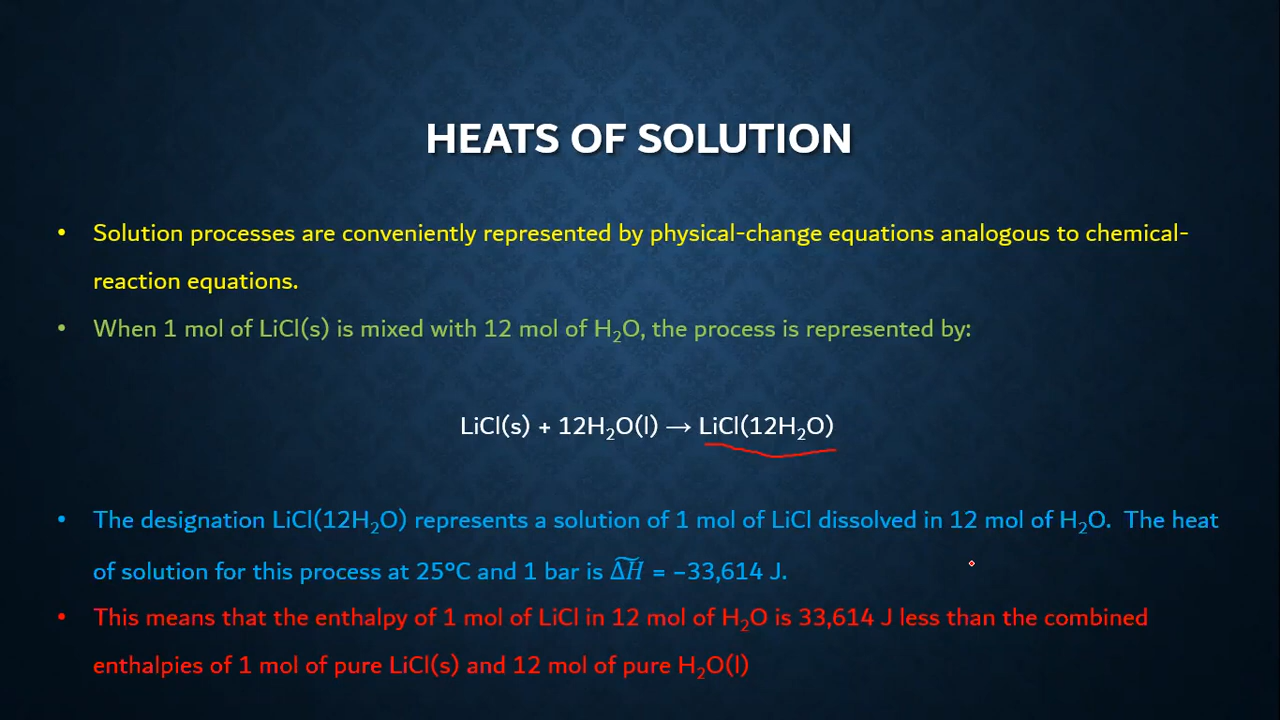 HEATS OF SOLUTION
• Solution processes are conveniently represented by physical-change equations analogous to chemical-
reaction equations.
• When 1 mol of LiCl(s) is mixed with 12 mol of H₂O, the process is represented by:
LiCl(s) + 12H₂O(l) → LiCl(12H₂O)
• The designation LiCl(12H₂O) represents a solution of 1 mol of LiCl dissolved in 12 mol of H₂O. The heat
of solution for this process at 25°C and 1 bar is Δ͠H = −33,614 J.
• This means that the enthalpy of 1 mol of LiCl in 12 mol of H₂O is 33,614 J less than the combined
enthalpies of 1 mol of pure LiCl(s) and 12 mol of pure H₂O(l)